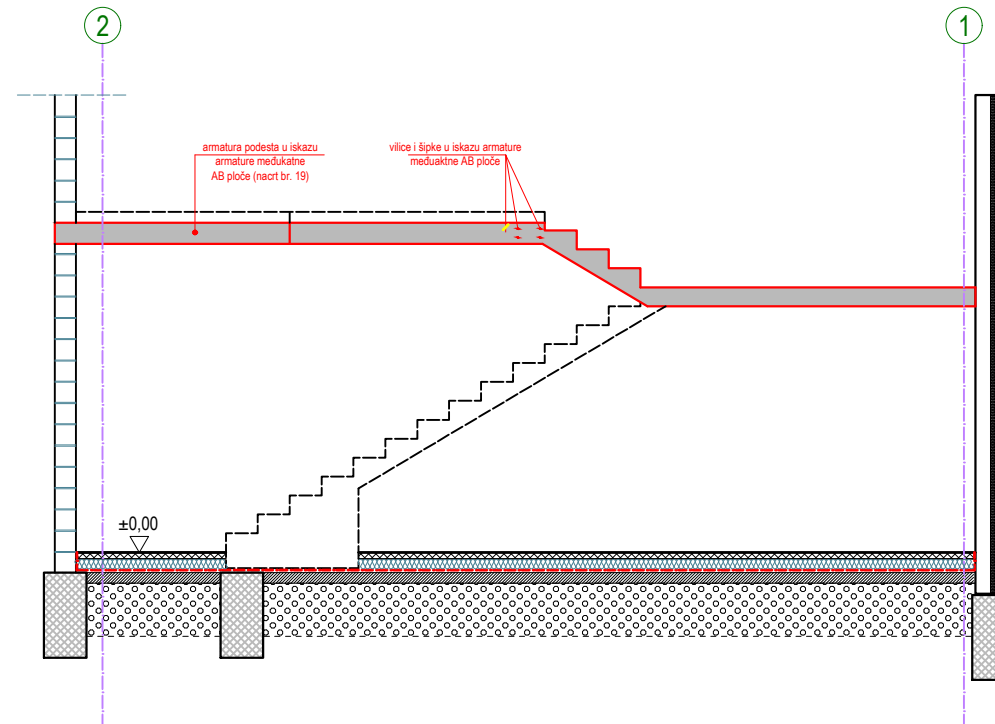 2
1
armatura podesta u iskazu
armature međukatne
AB ploče (nacrt br. 19)
vilice i šipke u iskazu armature
međuaktne AB ploče
±0,00